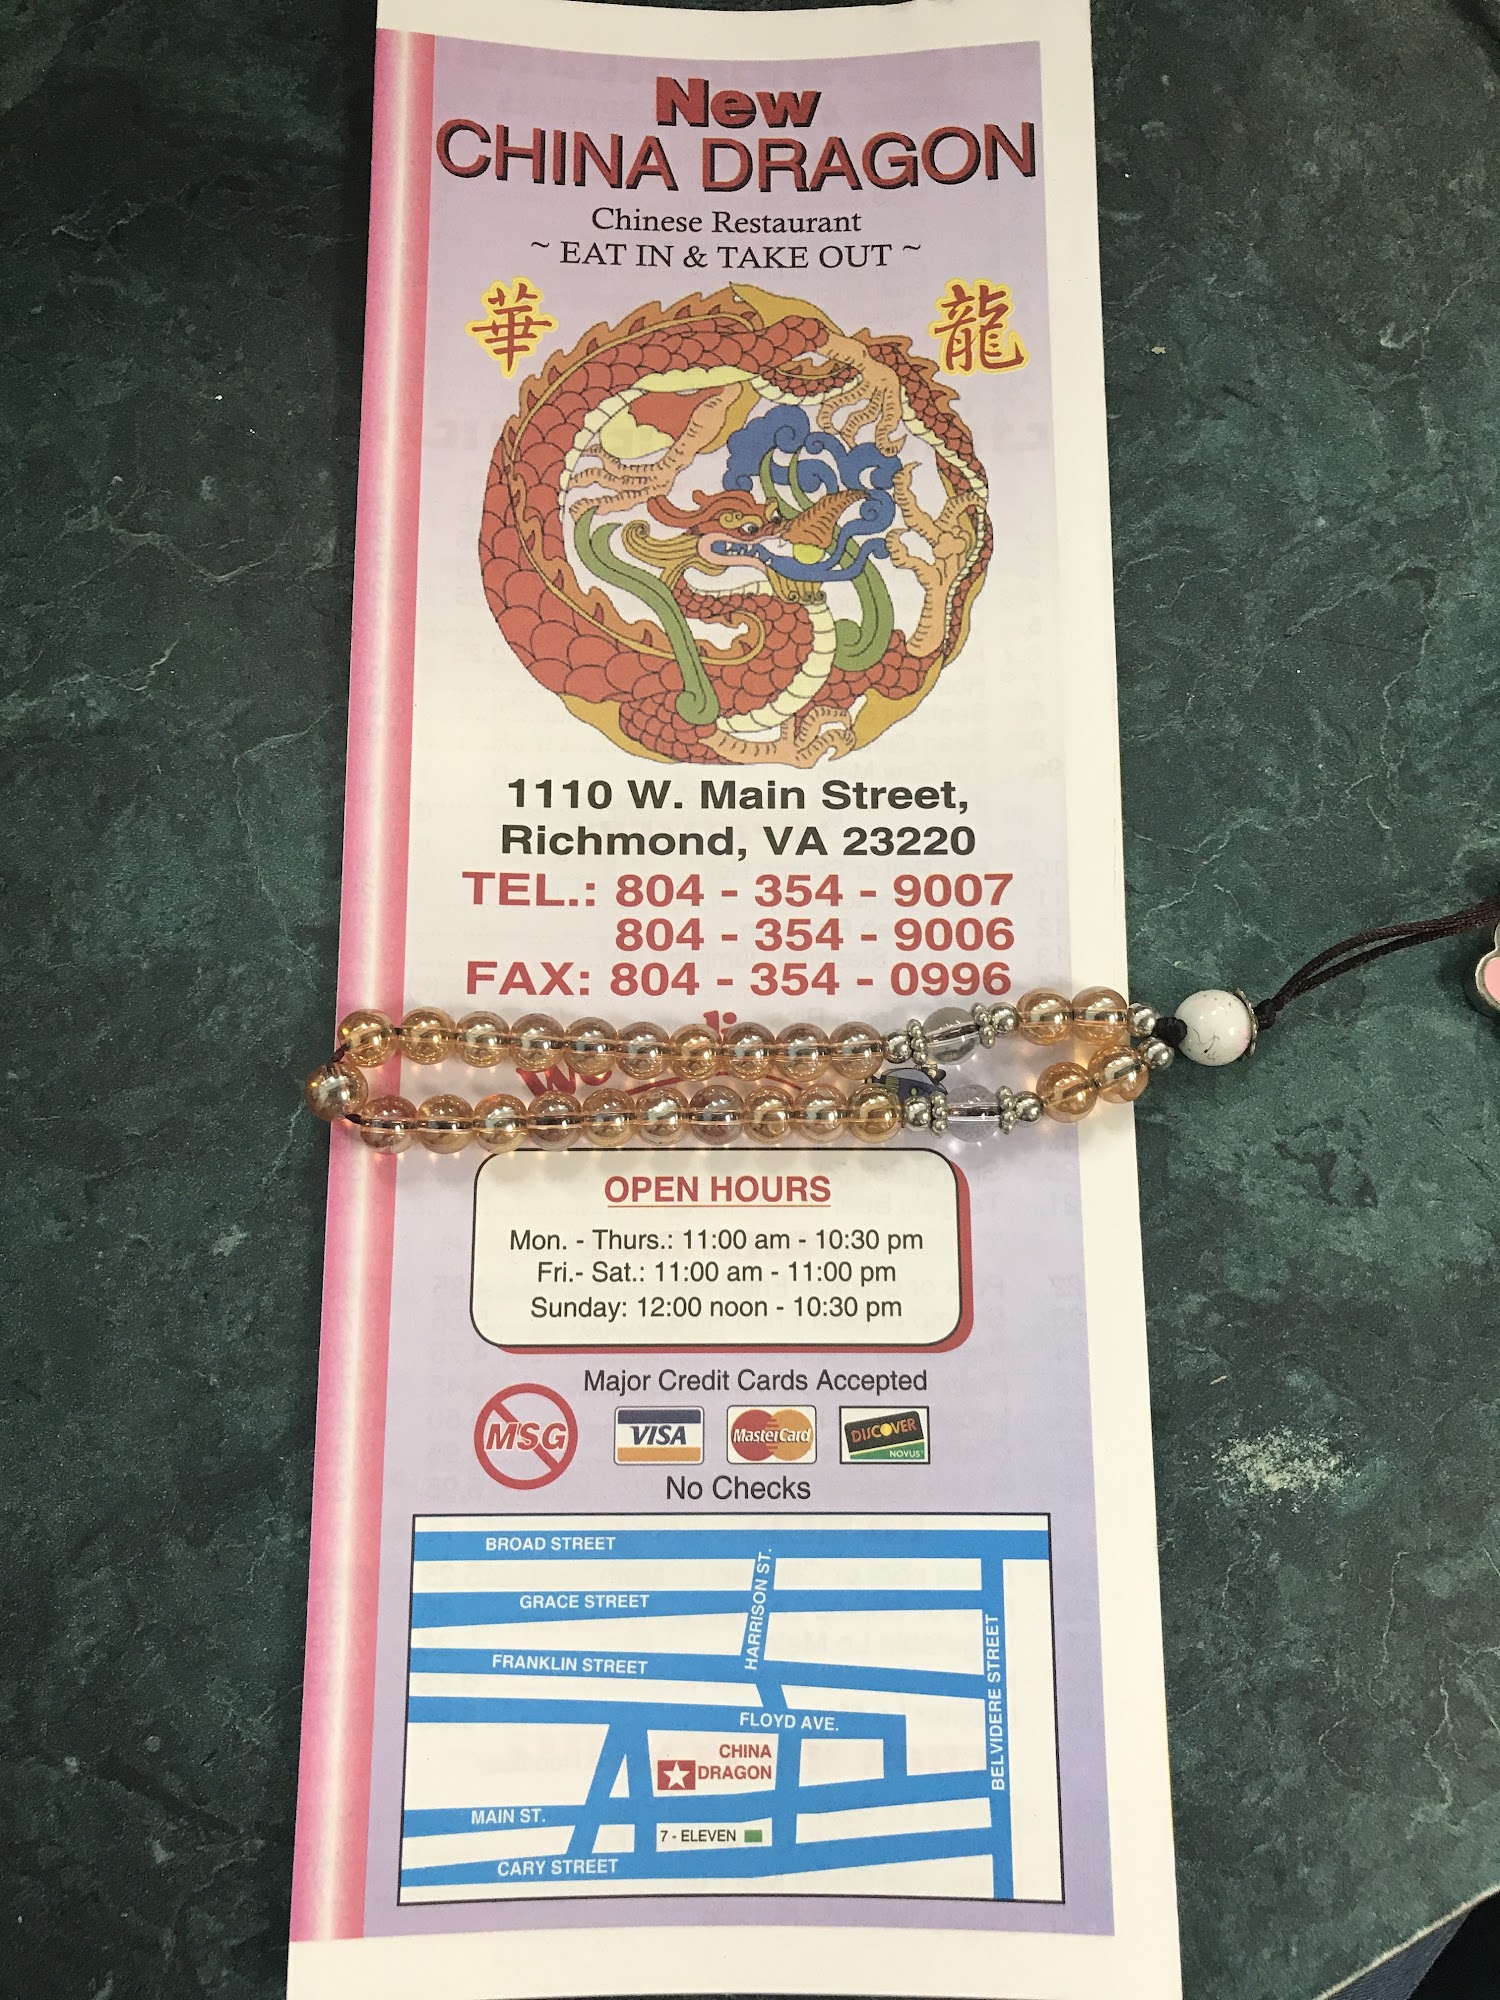 New
CHINA DRAGON
Chinese Restaurant
~ EAT IN & TAKE OUT ~
華 龍
1110 W. Main Street,
Richmond, VA 23220
TEL.: 804 - 354 - 9007
804 - 354 - 9006
FAX: 804 - 354 - 0996
OPEN HOURS
Mon. - Thurs.: 11:00 am - 10:30 pm
Fri.- Sat.: 11:00 am - 11:00 pm
Sunday: 12:00 noon - 10:30 pm
Major Credit Cards Accepted
MSG
VISA
MasterCard
DISCOVER
NOVUS
No Checks
BROAD STREET
GRACE STREET
HARRISON ST.
FRANKLIN STREET
BELVIDERE STREET
FLOYD AVE.
CHINA
DRAGON
MAIN ST.
7 - ELEVEN
CARY STREET